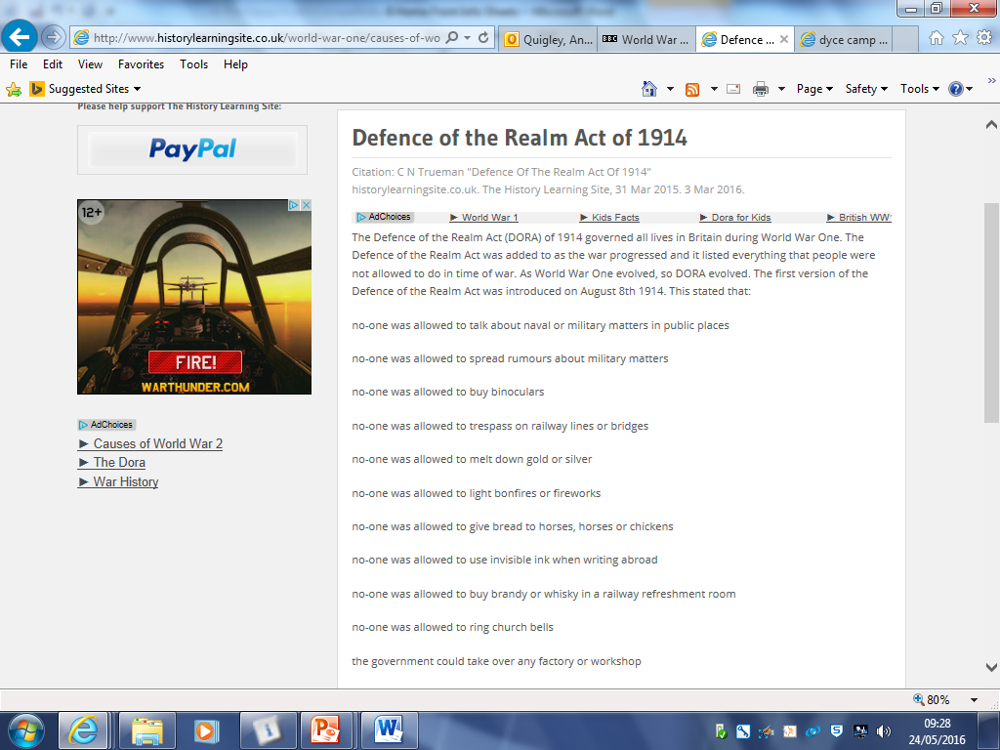 http://www.historylearningsite.co.uk/world-war-one/causes-of-wo
Quigley, An...
BBC World War ...
Defence ...
dyce camp ...
File Edit View Favorites Tools Help
Suggested Sites
Page Safety Tools
Please help support The History Learning Site:
PayPal
12+
FIRE!
WARTHUNDER.COM
AdChoices
► Causes of World War 2
► The Dora
► War History
Defence of the Realm Act of 1914
Citation: C N Trueman "Defence Of The Realm Act Of 1914"
historylearningsite.co.uk. The History Learning Site, 31 Mar 2015. 3 Mar 2016.
AdChoices ► World War 1 ► Kids Facts ► Dora for Kids ► British WW
The Defence of the Realm Act (DORA) of 1914 governed all lives in Britain during World War One. The
Defence of the Realm Act was added to as the war progressed and it listed everything that people were
not allowed to do in time of war. As World War One evolved, so DORA evolved. The first version of the
Defence of the Realm Act was introduced on August 8th 1914. This stated that:
no-one was allowed to talk about naval or military matters in public places
no-one was allowed to spread rumours about military matters
no-one was allowed to buy binoculars
no-one was allowed to trespass on railway lines or bridges
no-one was allowed to melt down gold or silver
no-one was allowed to light bonfires or fireworks
no-one was allowed to give bread to horses, horses or chickens
no-one was allowed to use invisible ink when writing abroad
no-one was allowed to buy brandy or whisky in a railway refreshment room
no-one was allowed to ring church bells
the government could take over any factory or workshop
80%
09:28
24/05/2016